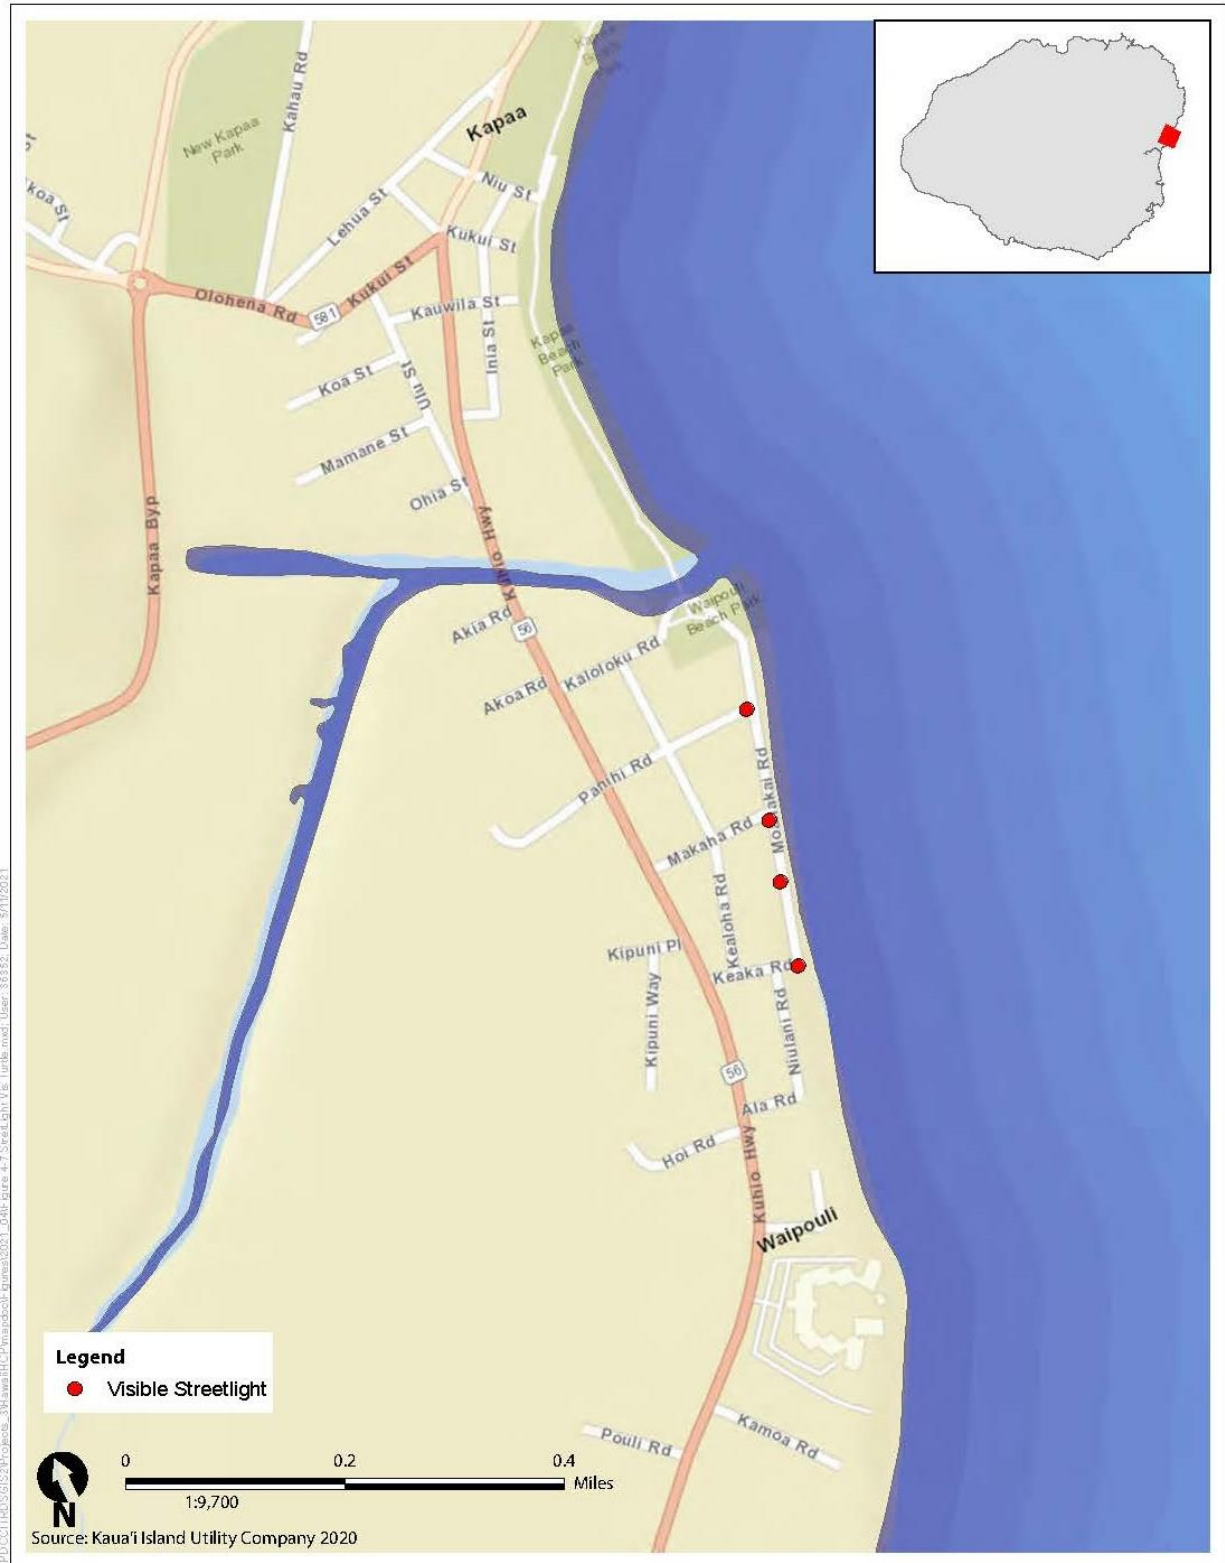 Kapaa
Beach
Park
Kahau Rd
Kapaa
New Kapaa
Park
koa St
Niu St
Lehua St
Kukui St
Kukui St
Olohena Rd
581
Kauwila St
Inia St
Kapaa
Beach
Park
Koa St
Ulu St
Mamane St
Ohia St
Kapaa Byp
Kuhio Hwy
Waipouli
Beach Park
Akia Rd
56
Kaloloku Rd
Akoa Rd
Panihi Rd
Makaha Rd
Kealoha Rd
Kipuni Pl
Keaka Rd
Kipuni Way
Niulani Rd
56
Ala Rd
Hoi Rd
Kuhio Hwy
Waipouli
Kamoa Rd
Pouli Rd
Legend
Visible Streetlight
0 0.2 0.4
Miles
1:9,700
N
Source: Kaua'i Island Utility Company 2020